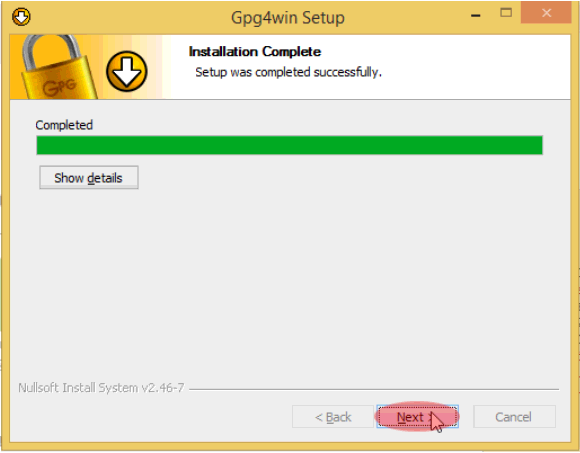 Gpg4win Setup
Installation Complete
Setup was completed successfully.
GPG
Completed
Show details
Nullsoft Install System v2.46-7
< Back
Next >
Cancel